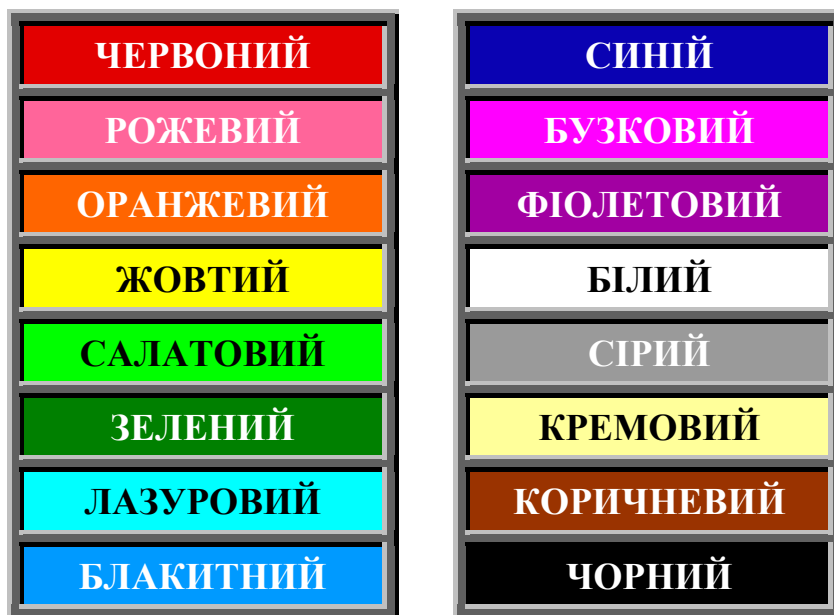 ЧЕРВОНИЙ
РОЖЕВИЙ
ОРАНЖЕВИЙ
ЖОВТИЙ
САЛАТОВИЙ
ЗЕЛЕНИЙ
ЛАЗУРОВИЙ
БЛАКИТНИЙ
СИНІЙ
БУЗКОВИЙ
ФІОЛЕТОВИЙ
БІЛИЙ
СІРИЙ
КРЕМОВИЙ
КОРИЧНЕВИЙ
ЧОРНИЙ